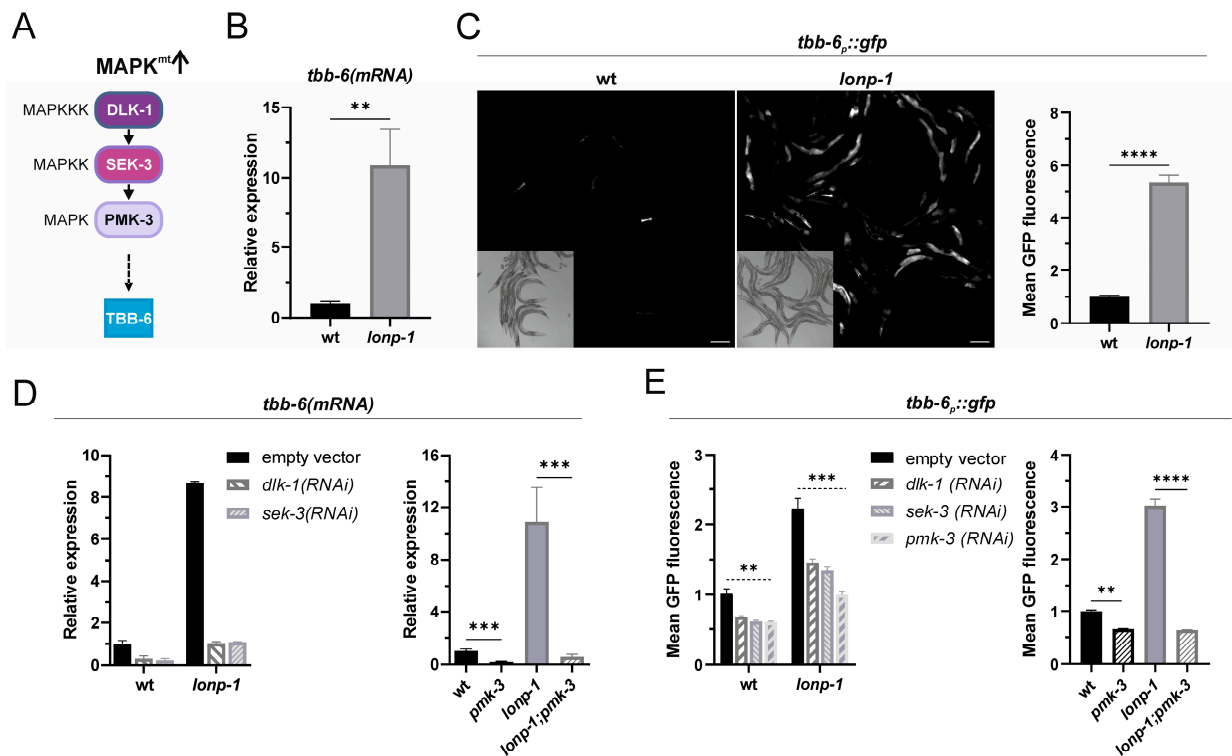 A
MAPKmt↑
MAPKKK DLK-1
MAPKK SEK-3
MAPK PMK-3
TBB-6
B
tbb-6(mRNA)
**
Relative expression
15
10
5
0
wt lonp-1
C
tbb-6p::gfp
wt lonp-1
****
Mean GFP fluorescence
8
6
4
2
0
wt lonp-1
D
tbb-6(mRNA)
empty vector
dlk-1(RNAi)
sek-3(RNAi)
Relative expression
10
8
6
4
2
0
wt lonp-1
*** ***
Relative expression
16
12
8
4
0
wt pmk-3 lonp-1 lonp-1;pmk-3
E
tbb-6p::gfp
empty vector
dlk-1 (RNAi)
sek-3 (RNAi)
pmk-3 (RNAi)
** ***
Mean GFP fluorescence
3
2
1
0
wt lonp-1
** ****
Mean GFP fluorescence
4
3
2
1
0
wt pmk-3 lonp-1 lonp-1;pmk-3